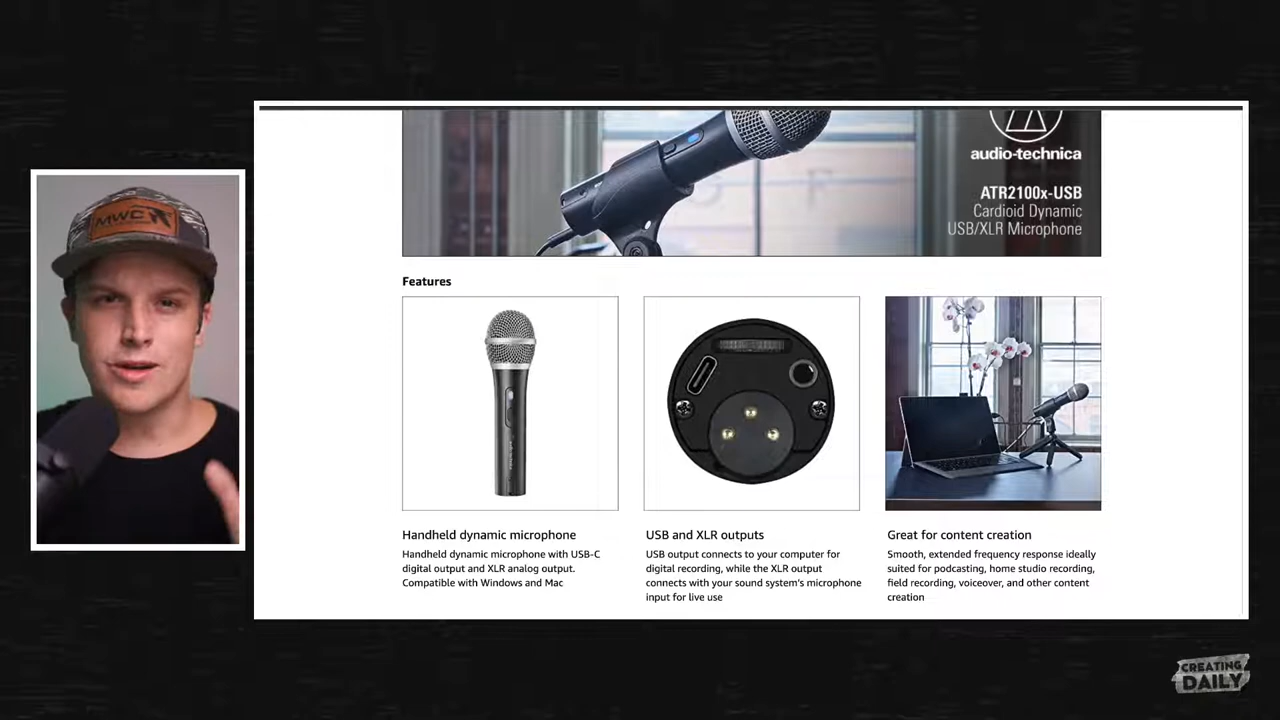 MWC
audio-technica
ATR2100x-USB
Cardioid Dynamic
USB/XLR Microphone
Features
Handheld dynamic microphone
Handheld dynamic microphone with USB-C
digital output and XLR analog output.
Compatible with Windows and Mac
USB and XLR outputs
USB output connects to your computer for
digital recording, while the XLR output
connects with your sound system's microphone
input for live use
Great for content creation
Smooth, extended frequency response ideally
suited for podcasting, home studio recording,
field recording, voiceover, and other content
creation
CREATING
DAILY